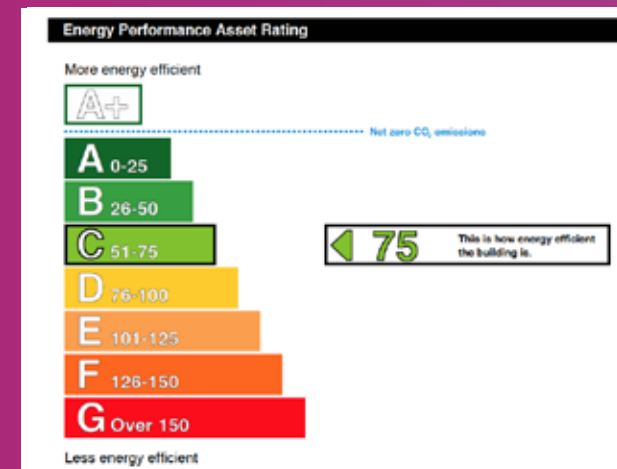 Energy Performance Asset Rating
More energy efficient
A+
Net zero CO₂ emissions
A 0-25
B 26-50
C 51-75
75 This is how energy efficient
the building is.
D 76-100
E 101-125
F 126-150
G Over 150
Less energy efficient